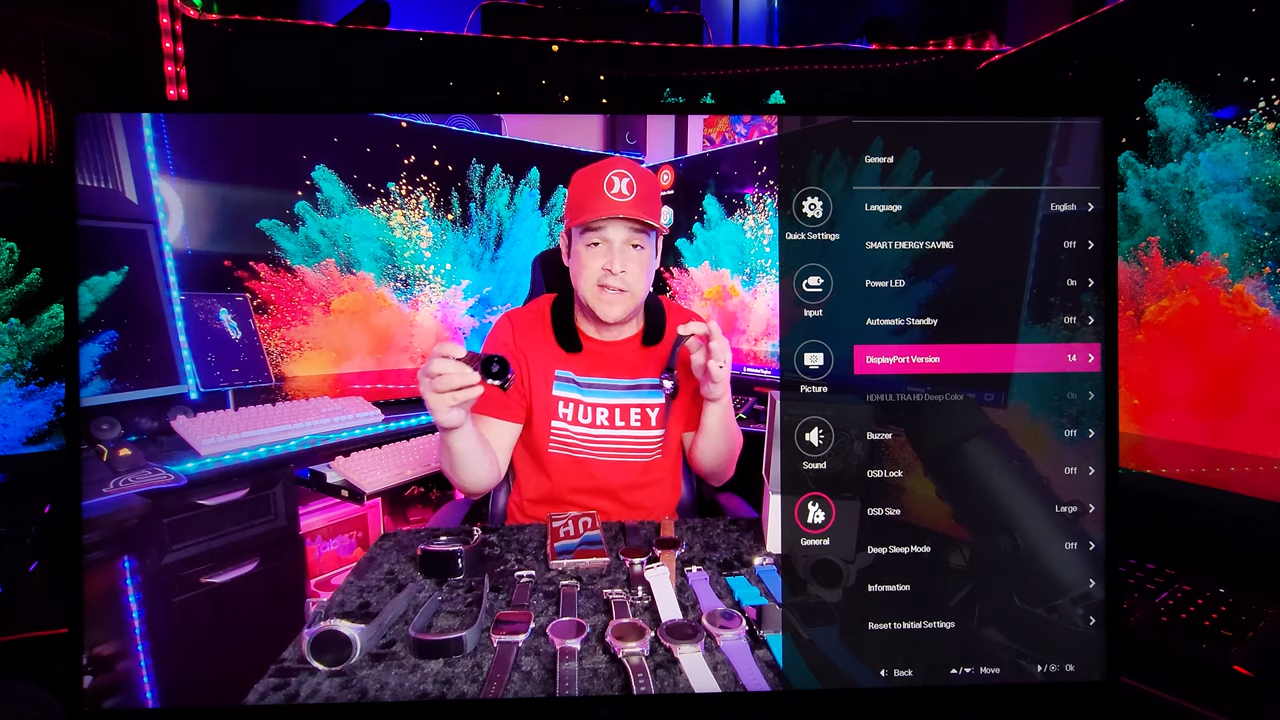 General
Language English
SMART ENERGY SAVING Off
Power LED On
Automatic Standby Off
DisplayPort Version 1.4
HDMI ULTRA HD Deep Color On
Buzzer Off
OSD Lock Off
OSD Size Large
Deep Sleep Mode Off
Information
Reset to Initial Settings
Back
Move
Ok
Quick Settings
Input
Picture
Sound
General
HURLEY